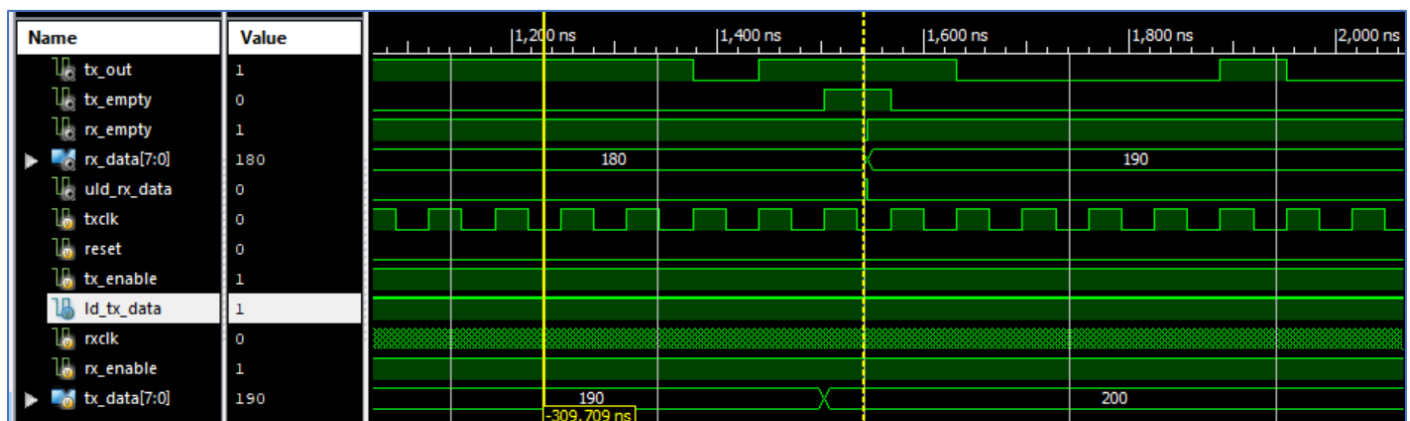 Name Value 1,200 ns 1,400 ns 1,600 ns 1,800 ns 2,000 ns
tx_out 1
tx_empty 0
rx_empty 1
rx_data[7:0] 180 180 190
uld_rx_data 0
txclk 0
reset 0
tx_enable 1
ld_tx_data 1
rxclk 0
rx_enable 1
tx_data[7:0] 190 190 200
-309.709 ns